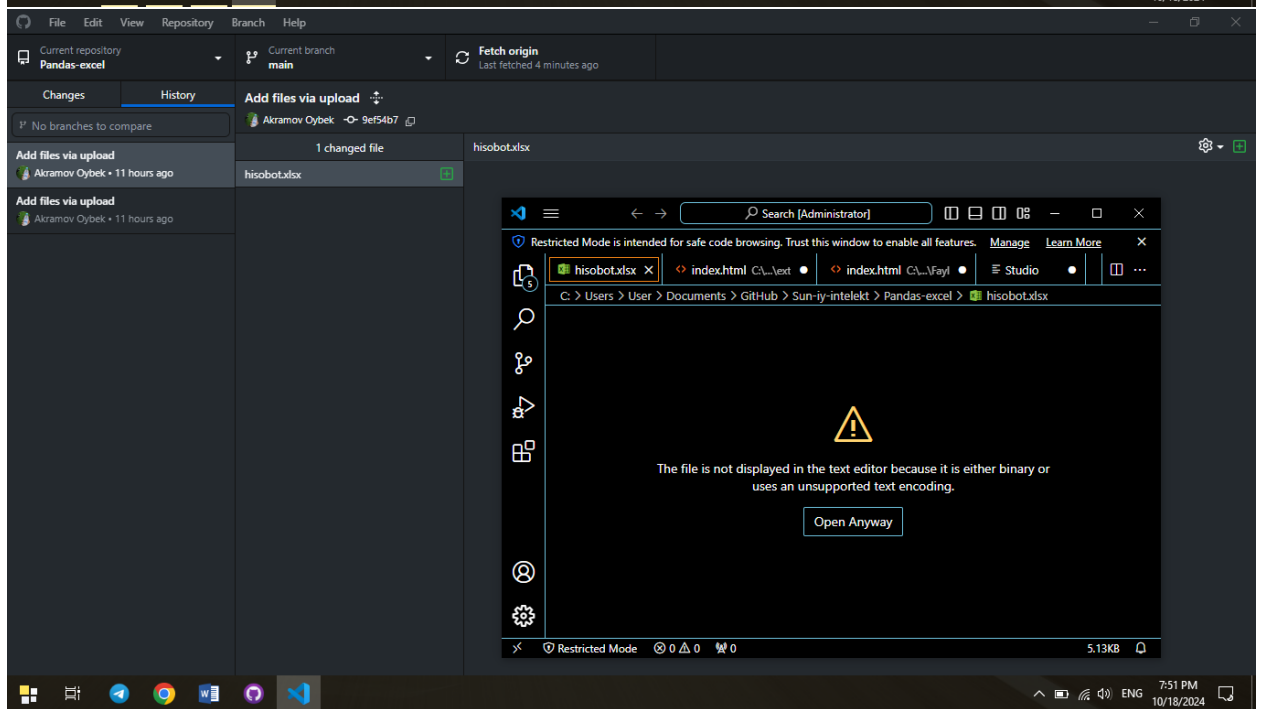 File Edit View Repository Branch Help
Current repository
Pandas-excel
Current branch
main
Fetch origin
Last fetched 4 minutes ago
Changes History
No branches to compare
Add files via upload
Akramov Oybek • 11 hours ago
Add files via upload
Akramov Oybek • 11 hours ago
Add files via upload
Akramov Oybek 9ef54b7
1 changed file
hisobot.xlsx
hisobot.xlsx
Search [Administrator]
Restricted Mode is intended for safe code browsing. Trust this window to enable all features. Manage Learn More
hisobot.xlsx index.html C:\...\ext index.html C:\...\Fayl Studio
C: > Users > User > Documents > GitHub > Sun-iy-intelekt > Pandas-excel > hisobot.xlsx
5
The file is not displayed in the text editor because it is either binary or
uses an unsupported text encoding.
Open Anyway
Restricted Mode 0 0 0 5.13KB
ENG
7:51 PM
10/18/2024